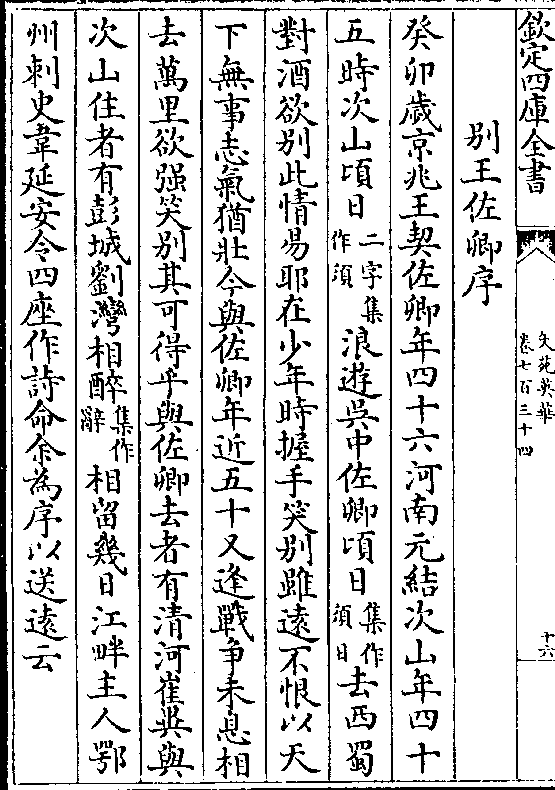 欽定四庫全書
文苑英華
卷七百三十四
十六
別王佐卿序
癸卯歲京兆王契佐卿年四十六河南元結次山年四十
五時次山頃日二字集作須浪遊吳中佐卿頃日集作須日去西蜀
對酒欲別此情易耶在少年時握手笑別雖遠不恨以天
下無事志氣猶壯今與佐卿年近五十又逢戰爭未息相
去萬里欲强笑別其可得乎與佐卿去者有清河崔㢲與
次山住者有彭城劉灣相醉集作辭相留幾日江畔主人鄂
州刺史韋延安令四座作詩命余為序以送遠云